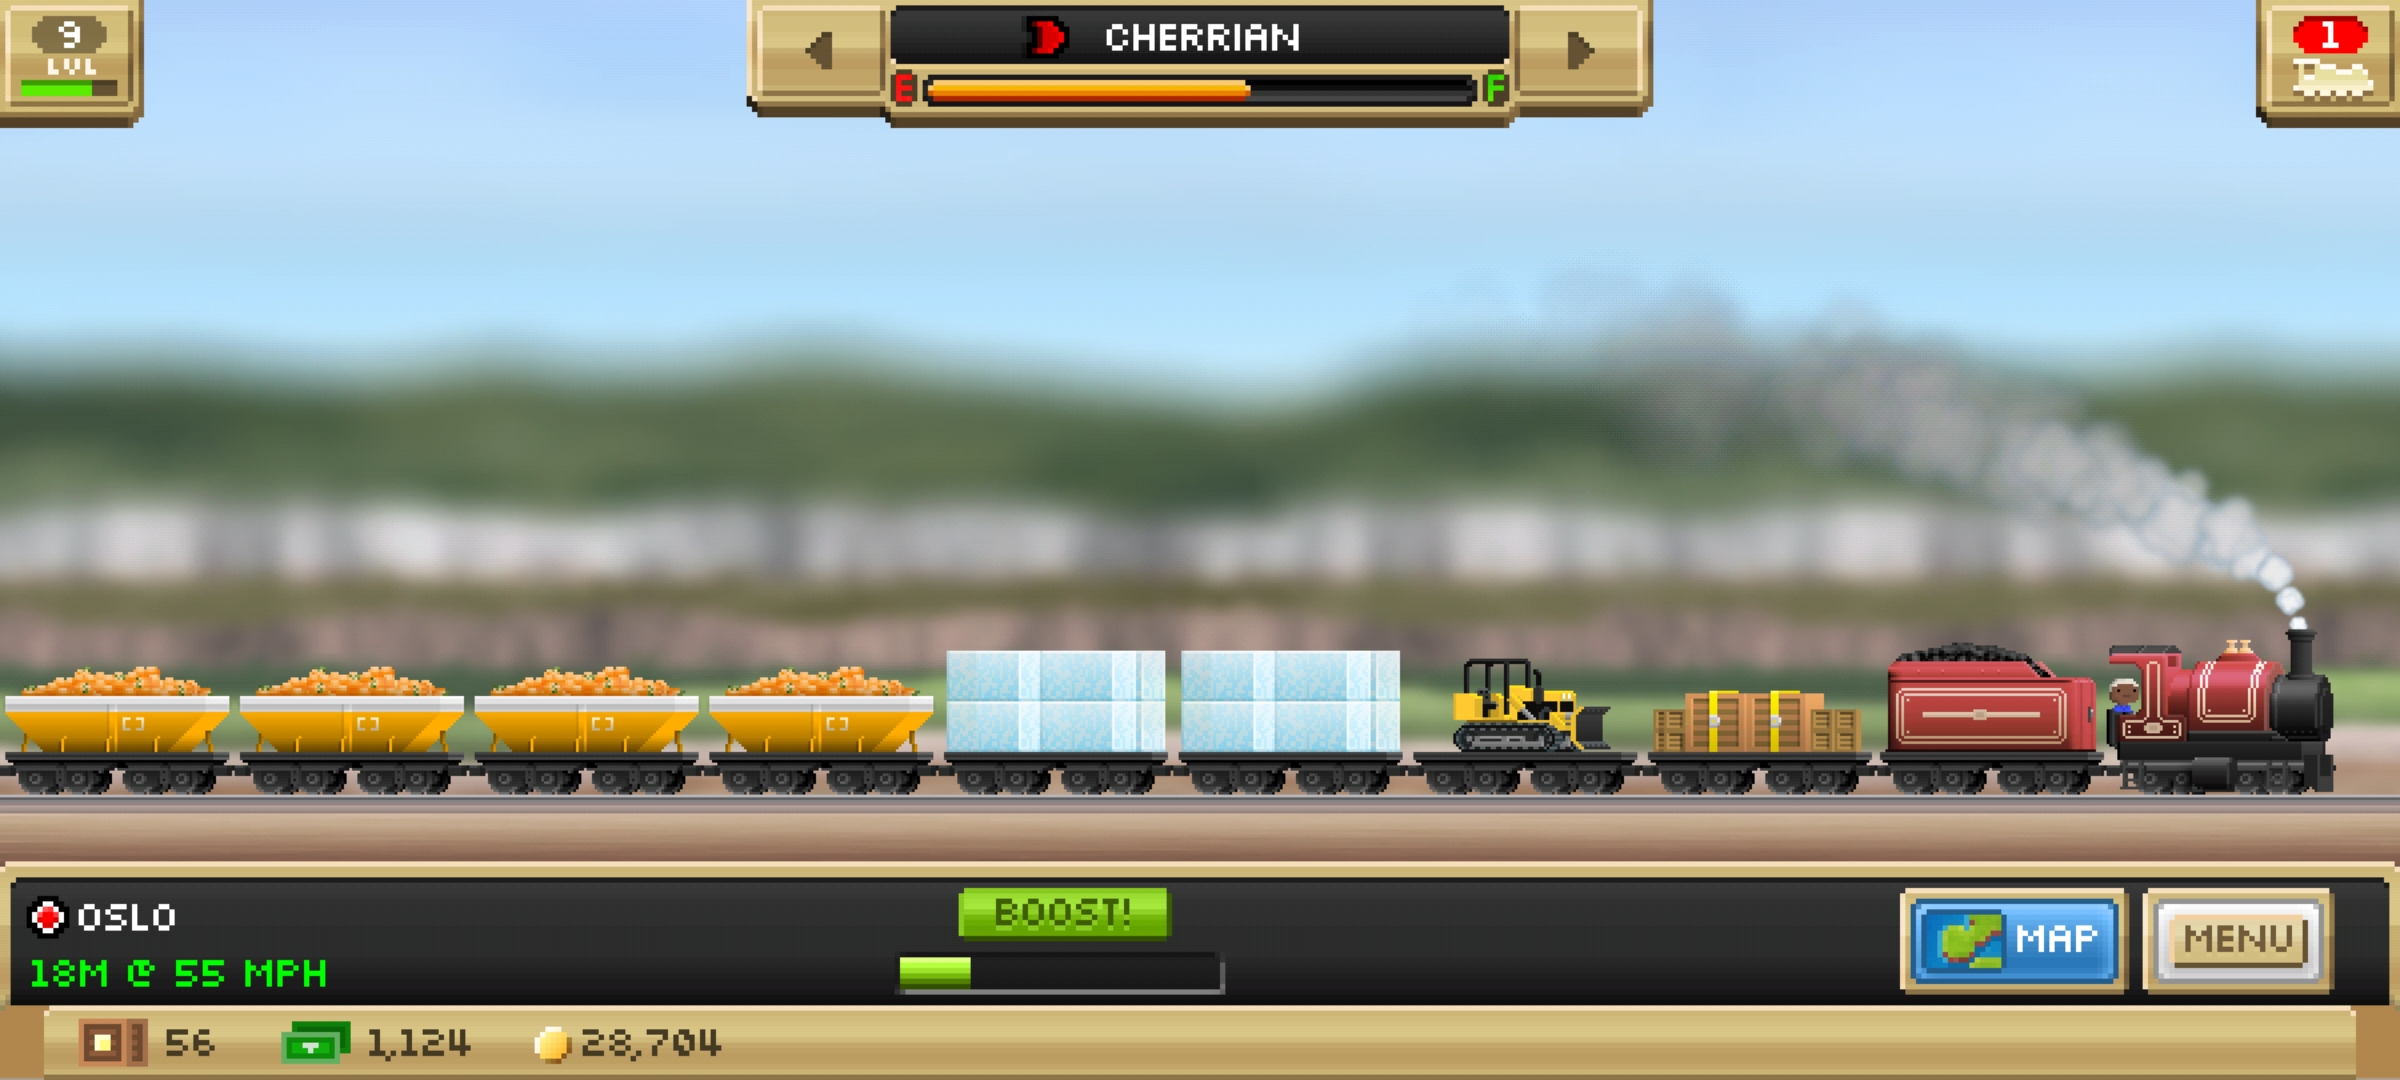 9
LVL
CHERRIAN
E F
1
OSLO
18M @ 55 MPH
BOOST!
MAP
MENU
56 1,124 28,704